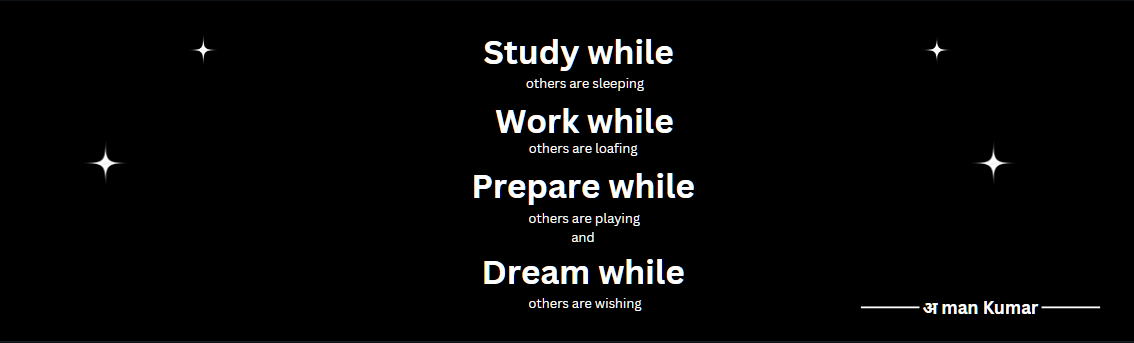 Study while
others are sleeping
Work while
others are loafing
Prepare while
others are playing
and
Dream while
others are wishing
अ man Kumar